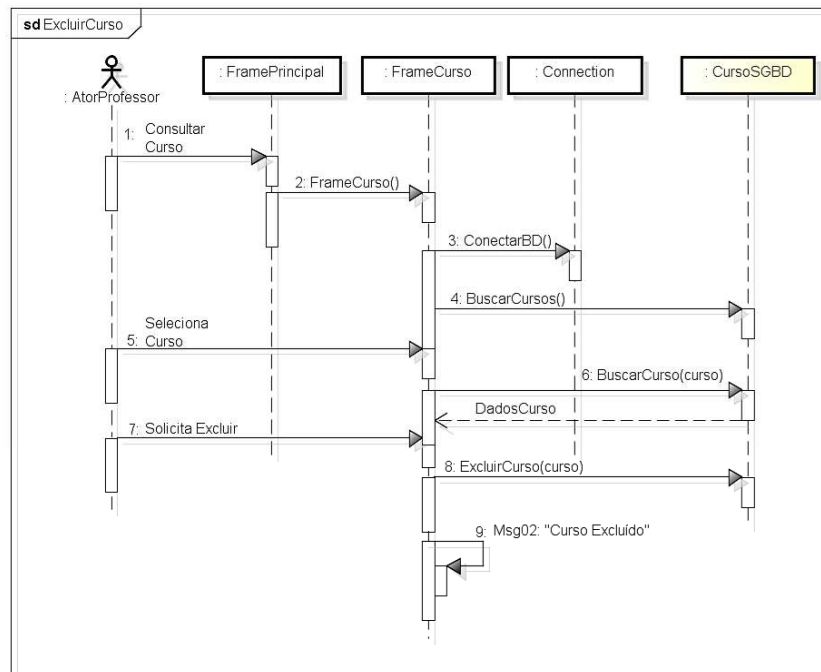 sd ExcluirCurso
: AtorProfessor
: FramePrincipal
: FrameCurso
: Connection
: CursoSGBD
1: Consultar
Curso
2: FrameCurso()
3: ConectarBD()
4: BuscarCursos()
Seleciona
5: Curso
6: BuscarCurso(curso)
DadosCurso
7: Solicita Excluir
8: ExcluirCurso(curso)
9: Msg02: "Curso Excluído"